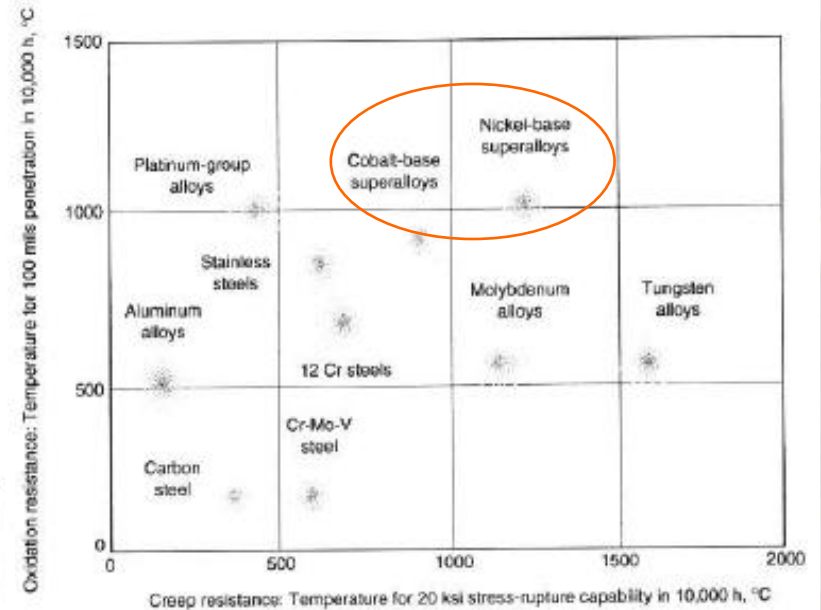 Oxidation resistance: Temperature for 100 mils penetration in 10,000 h, °C
1500
1000
500
0
Platinum-group
alloys
Cobalt-base
superalloys
Nickel-base
superalloys
Stainless
steels
Aluminum
alloys
Molybdenum
alloys
Tungsten
alloys
12 Cr steels
Cr-Mo-V
steel
Carbon
steel
0
500
1000
1500
2000
Creep resistance: Temperature for 20 ksi stress-rupture capability in 10,000 h, °C